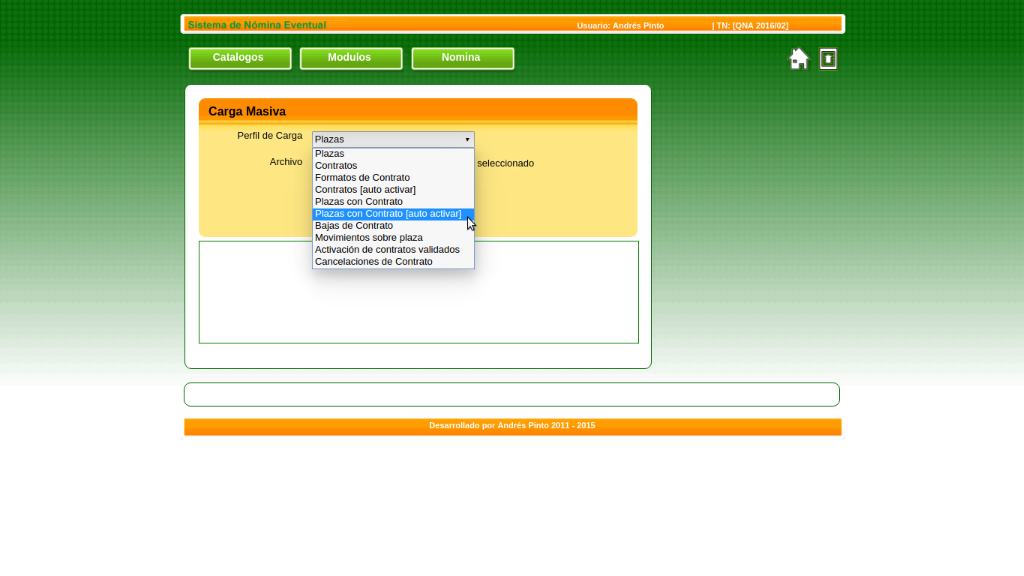 Sistema de Nómina Eventual
Usuario: Andrés Pinto | TN: [QNA 2016/02]
Catalogos Modulos Nomina
Carga Masiva
Perfil de Carga Plazas
Archivo seleccionado
Plazas
Contratos
Formatos de Contrato
Contratos [auto activar]
Plazas con Contrato
Plazas con Contrato [auto activar]
Bajas de Contrato
Movimientos sobre plaza
Activación de contratos validados
Cancelaciones de Contrato
Desarrollado por Andrés Pinto 2011 - 2015